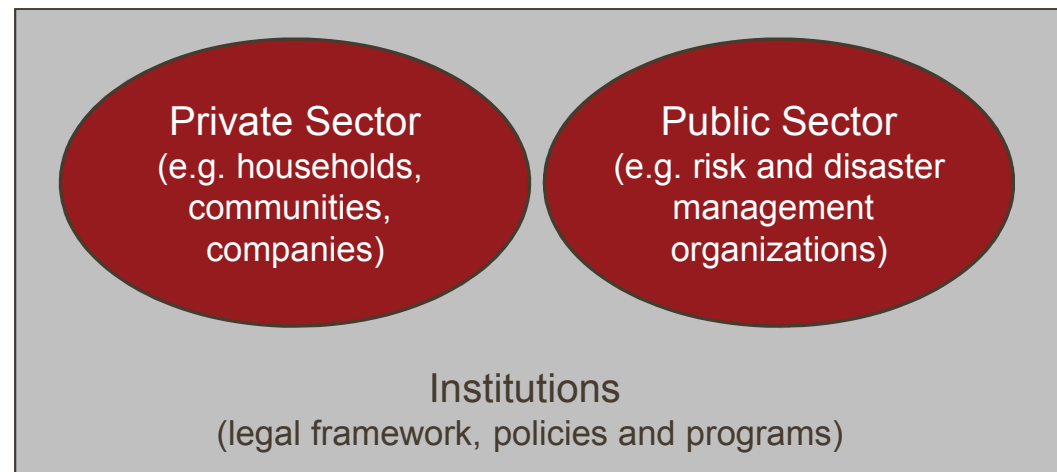 Private Sector
(e.g. households,
communities,
companies)
Public Sector
(e.g. risk and disaster
management
organizations)
Institutions
(legal framework, policies and programs)